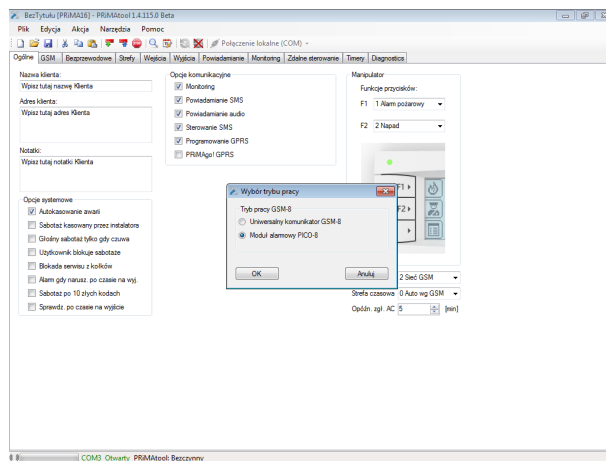 BezTytułu [PRiMA16] - PRiMAtool 1.4.115.0 Beta
Plik Edycja Akcja Narzędzia Pomoc
Połączenie lokalne (COM)
Ogólne GSM Bezprzewodowe Strefy Wejścia Wyjścia Powiadamianie Monitoring Zdalne sterowanie Timery Diagnostics
Nazwa klienta:
Wpisz tutaj nazwę Klienta
Adres klienta:
Wpisz tutaj adres Klienta
Notatki:
Wpisz tutaj notatki Klienta
Opcje systemowe
Autokasowanie awarii
Sabotaż kasowany przez instalatora
Głośny sabotaż tylko gdy czuwa
Użytkownik blokuje sabotaże
Blokada serwisu z kołków
Alarm gdy narusz. po czasie na wyj.
Sabotaż po 10 złych kodach
Sprawdz. po czasie na wyjście
Opcje komunikacyjne
Monitoring
Powiadamianie SMS
Powiadamianie audio
Sterowanie SMS
Programowanie GPRS
PRiMAgo! GPRS
Manipulator
Funkcje przycisków:
F1 1 Alarm pożarowy
F2 2 Napad
F1
F2
Wybór trybu pracy
Tryb pracy GSM-8
Uniwersalny komunikator GSM-8
Moduł alarmowy PICO-8
OK Anuluj
2 Sieć GSM
Strefa czasowa 0 Auto wg GSM
Opóźn. zgł. AC 5 [min]
COM3 Otwarty PRiMAtool: Bezczynny